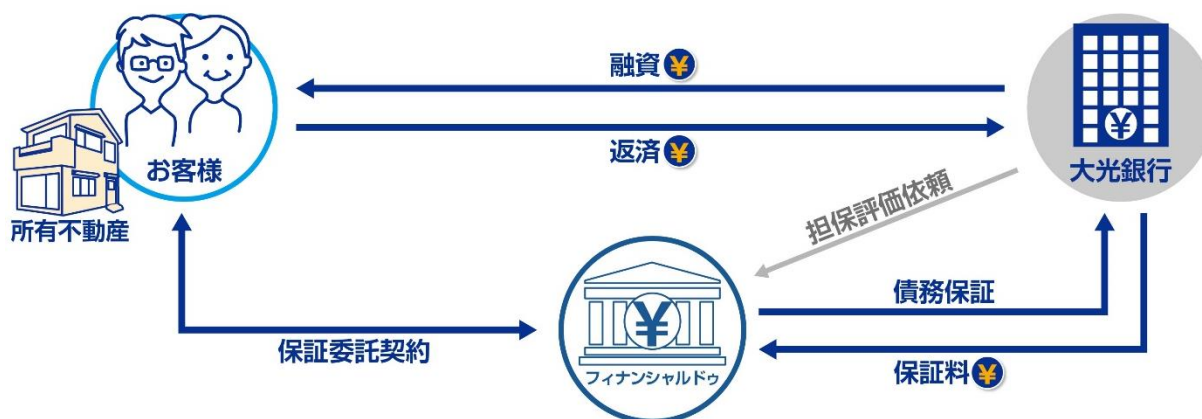 融資¥
返済¥
お客様
所有不動産
¥
大光銀行
担保評価依頼
¥
フィナンシャルドゥ
債務保証
保証委託契約
保証料¥